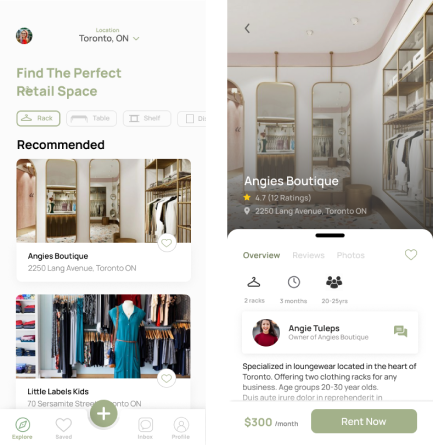 Location
Toronto, ON
Find The Perfect
Retail Space
Rack
Table
Shelf
Recommended
Angies Boutique
2250 Lang Avenue, Toronto ON
Little Labels Kids
70 Sersamite Street, Toronto ON
Explore
Saved
Inbox
Profile
Angies Boutique
4.7 (12 Ratings)
2250 Lang Avenue, Toronto ON
Overview
Reviews
Photos
2 racks
3 months
20-25yrs
Angie Tuleps
Owner of Angies Boutique
Specialized in loungewear located in the heart of
Toronto. Offering two clothing racks for any
business. Age groups 20-30 year olds.
Duis aute irure dolor in reprehenderit in
$300 /month
Rent Now